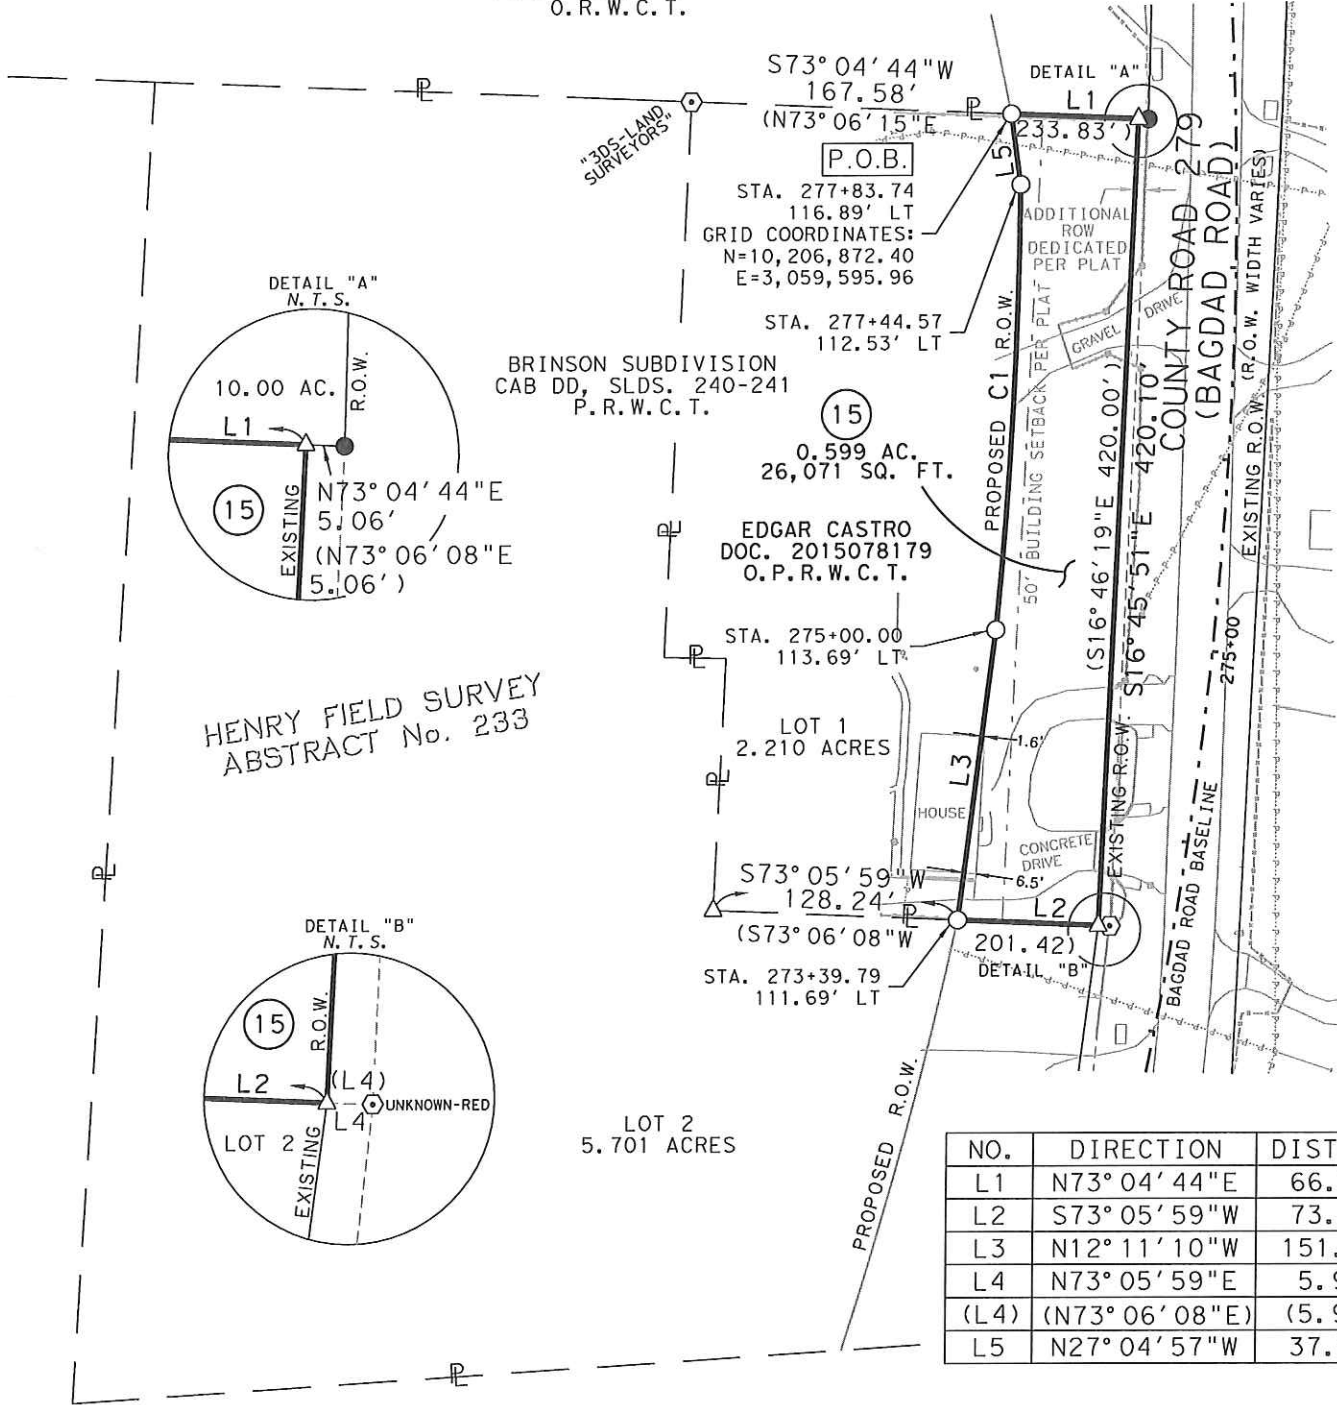 O.R.W.C.T.
S73°04'44"W
167.58'
(N73°06'15"E
233.83')
DETAIL "A"
L1
"3DS-LAND
SURVEYORS"
P.O.B.
L5
STA. 277+83.74
116.89' LT
GRID COORDINATES:
N=10,206,872.40
E=3,059,595.96
ADDITIONAL
ROW
DEDICATED
PER PLAT
STA. 277+44.57
112.53' LT
COUNTY ROAD 279
(BAGDAD ROAD)
EXISTING R.O.W. (R.O.W. WIDTH VARIES)
GRAVEL DRIVE
DETAIL "A"
N.T.S.
10.00 AC.
R.O.W.
L1
15
EXISTING
N73°04'44"E
5.06'
(N73°06'08"E
5.06')
BRINSON SUBDIVISION
CAB DD, SLDS. 240-241
P.R.W.C.T.
15
0.599 AC.
26,071 SQ. FT.
PROPOSED C1 R.O.W.
50' BUILDING SETBACK PER PLAT
(S16°46'19"E 420.00')
S16°45'51"E 420.10'
EXISTING R.O.W.
EDGAR CASTRO
DOC. 2015078179
O.P.R.W.C.T.
STA. 275+00.00
113.69' LT
275+00
HENRY FIELD SURVEY
ABSTRACT No. 233
LOT 1
2.210 ACRES
L3
1.6'
HOUSE
CONCRETE
DRIVE
6.5'
BAGDAD ROAD BASELINE
S73°05'59"W
128.24'
(S73°06'08"W
201.42)
L2
DETAIL "B"
STA. 273+39.79
111.69' LT
DETAIL "B"
N.T.S.
15
R.O.W.
L2
(L4)
L4
UNKNOWN-RED
LOT 2
EXISTING
LOT 2
5.701 ACRES
PROPOSED R.O.W.
NO. DIRECTION DIST
L1 N73°04'44"E 66.
L2 S73°05'59"W 73.
L3 N12°11'10"W 151.
L4 N73°05'59"E 5.9
(L4) (N73°06'08"E) (5.9
L5 N27°04'57"W 37.